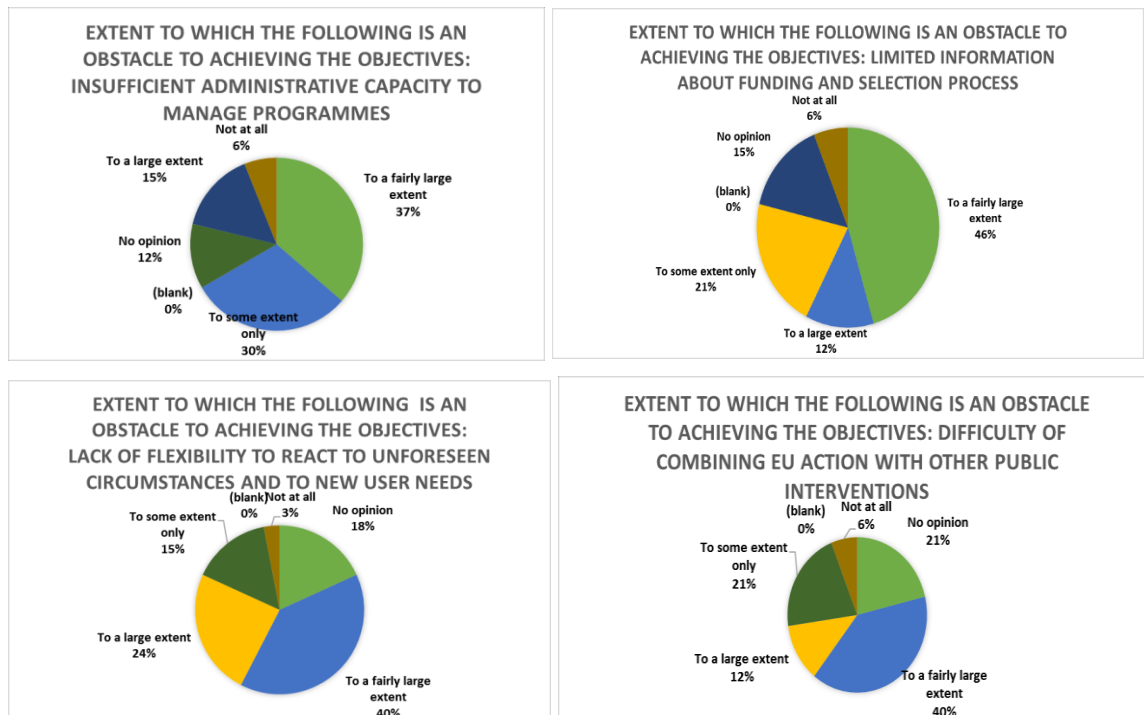 EXTENT TO WHICH THE FOLLOWING IS AN
OBSTACLE TO ACHIEVING THE OBJECTIVES:
INSUFFICIENT ADMINISTRATIVE CAPACITY TO
MANAGE PROGRAMMES
Not at all
6%
To a large extent
15%
To a fairly large
extent
37%
No opinion
12%
(blank)
0%
To some extent
only
30%
EXTENT TO WHICH THE FOLLOWING IS AN OBSTACLE TO
ACHIEVING THE OBJECTIVES: LIMITED INFORMATION
ABOUT FUNDING AND SELECTION PROCESS
Not at all
6%
No opinion
15%
(blank)
0%
To a fairly large
extent
46%
To some extent only
21%
To a large extent
12%
EXTENT TO WHICH THE FOLLOWING IS AN
OBSTACLE TO ACHIEVING THE OBJECTIVES:
LACK OF FLEXIBILITY TO REACT TO UNFORESEEN
CIRCUMSTANCES AND TO NEW USER NEEDS
(blank)
0%
Not at all
3%
No opinion
18%
To some extent
only
15%
To a large extent
24%
To a fairly large
extent
40%
EXTENT TO WHICH THE FOLLOWING IS AN OBSTACLE
TO ACHIEVING THE OBJECTIVES: DIFFICULTY OF
COMBINING EU ACTION WITH OTHER PUBLIC
INTERVENTIONS
(blank)
0%
Not at all
6%
No opinion
21%
To some extent
only
21%
To a large extent
12%
To a fairly large
extent
40%